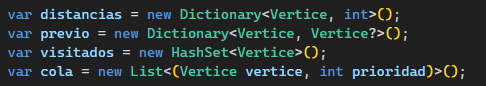 var distancias = new Dictionary<Vertice, int>();
var previo = new Dictionary<Vertice, Vertice?>();
var visitados = new HashSet<Vertice>();
var cola = new List<(Vertice vertice, int prioridad)>();